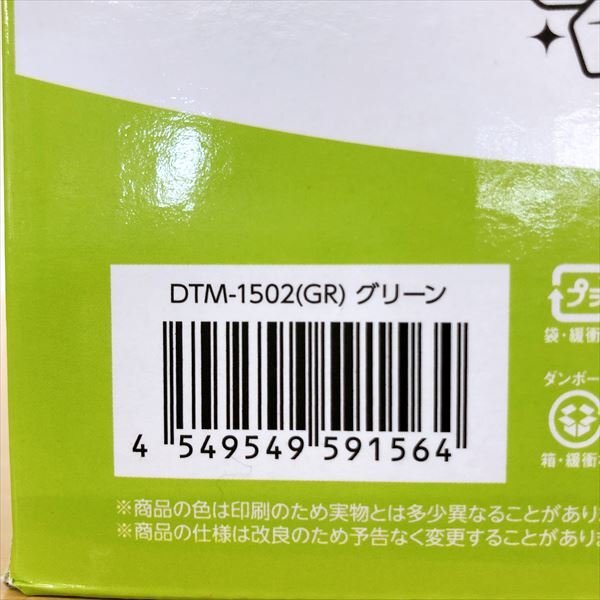 DTM-1502(GR) グリーン
プラ
袋・緩衝
4 549549 591564
ダンボー
箱・緩衝
※商品の色は印刷のため実物とは多少異なることがあり
※商品の仕様は改良のため予告なく変更することがあり